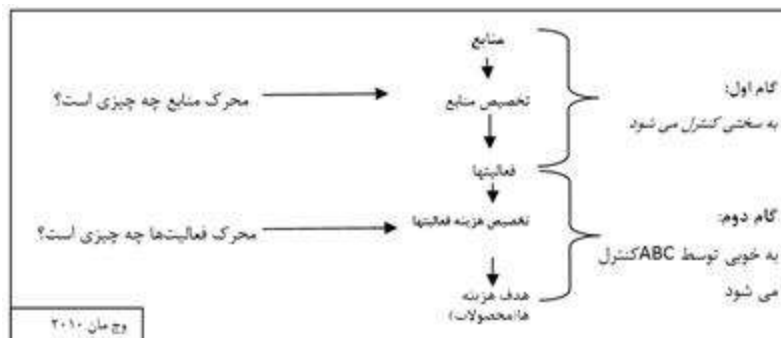 منابع
گام اول:
محرک منابع چه چیزی است؟
تخصیص منابع
به سختی کنترل می شود
فعالیتها
گام دوم:
محرک فعالیت‌ها چه چیزی است؟
تخصیص هزینه فعالیتها
به خوبی توسط ABC کنترل
می شود
هدف هزینه
ها(محصولات)
وج مان ۲۰۱۰